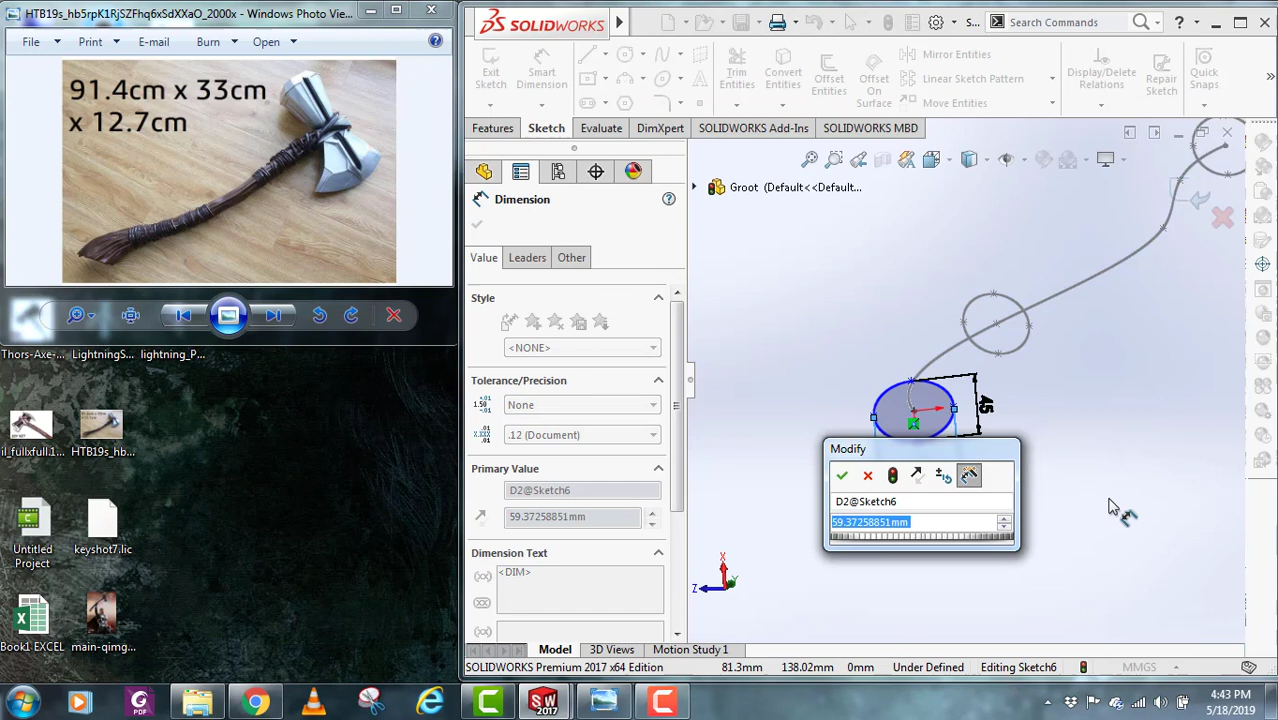 HTB19s_hb5rpK1RjSZFhq6xSdXXaO_2000x - Windows Photo View...
File Print E-mail Burn Open
91.4cm x 33cm
x 12.7cm
Thors-Axe-... LightningS... lightning_P...
il_fullxfull.1... HTB19s_hb...
Untitled
Project
keyshot7.lic
Book1 EXCEL main-qimg...
SOLIDWORKS
S...
Search Commands
Exit
Sketch
Smart
Dimension
Trim
Entities
Convert
Entities
Offset
Entities
Offset
On
Surface
Mirror Entities
Linear Sketch Pattern
Move Entities
Display/Delete
Relations
Repair
Sketch
Quick
Snaps
Features Sketch Evaluate DimXpert SOLIDWORKS Add-Ins SOLIDWORKS MBD
Dimension
Value Leaders Other
Style
<NONE>
Tolerance/Precision
None
.12 (Document)
Primary Value
D2@Sketch6
59.37258851mm
Dimension Text
<DIM>
Groot (Default<<Default...
45
Modify
D2@Sketch6
59.37258851mm
X
Y
Z
Model 3D Views Motion Study 1
SOLIDWORKS Premium 2017 x64 Edition 81.3mm 138.02mm 0mm Under Defined Editing Sketch6 MMGS
PDF
SW
2017
4:43 PM
5/18/2019